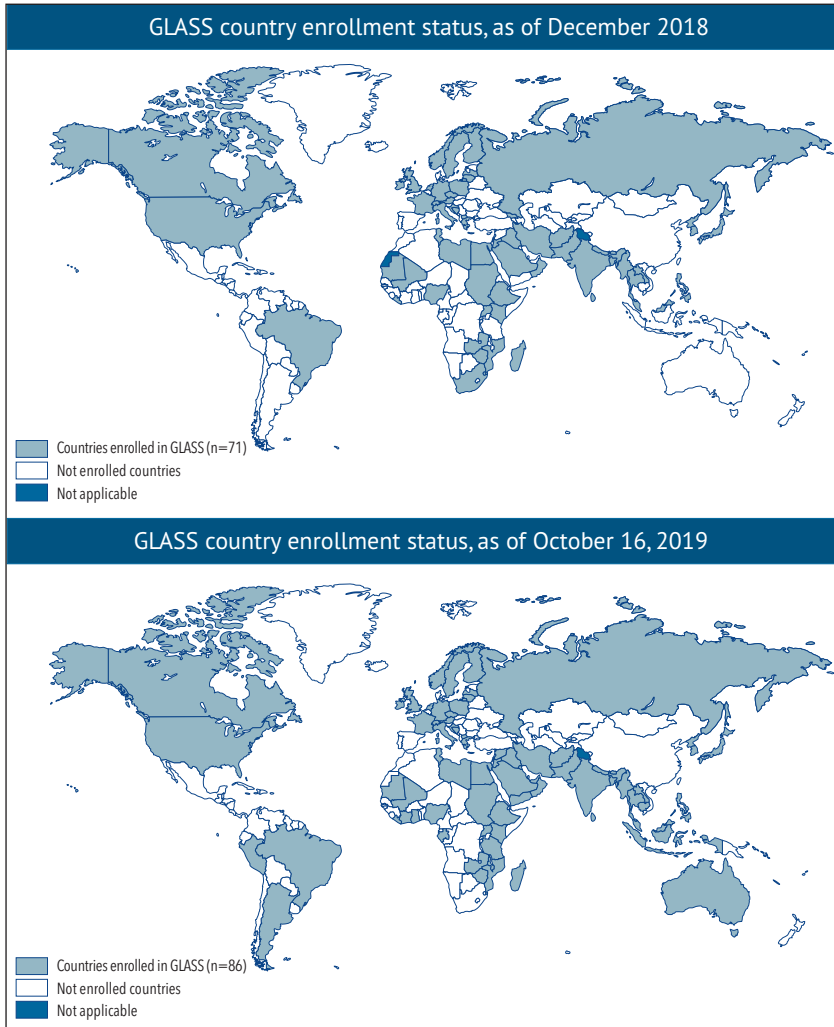 GLASS country enrollment status, as of December 2018
Countries enrolled in GLASS (n=71)
Not enrolled countries
Not applicable
GLASS country enrollment status, as of October 16, 2019
Countries enrolled in GLASS (n=86)
Not enrolled countries
Not applicable